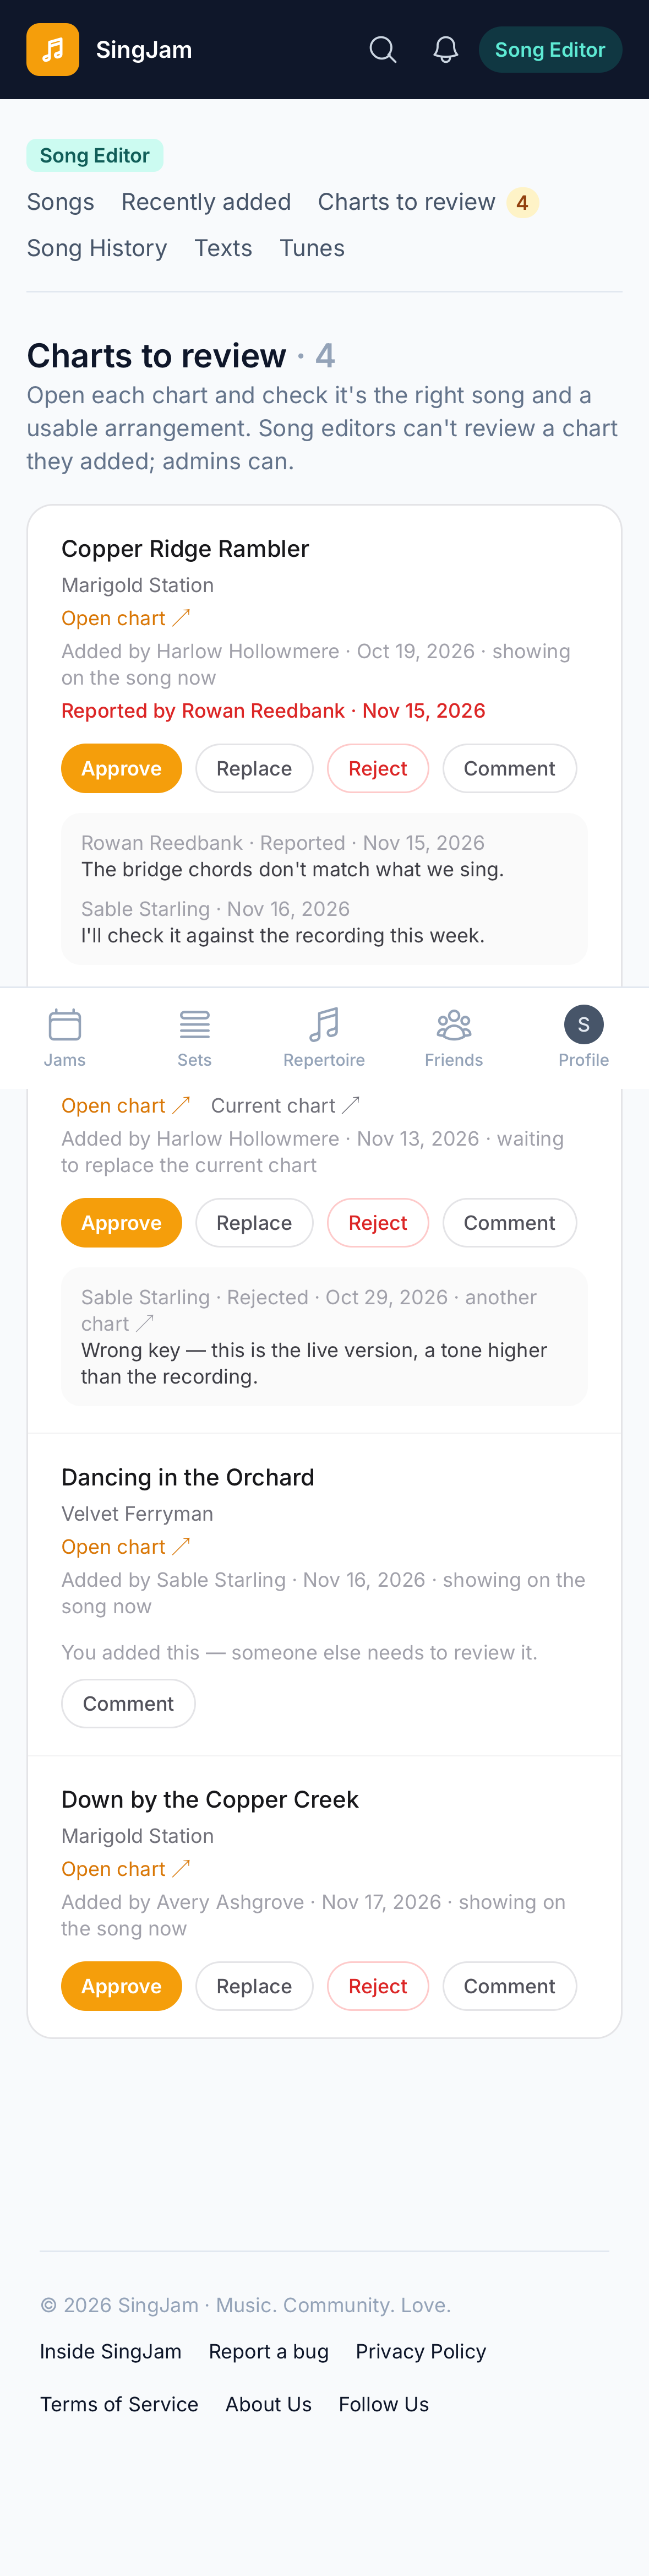 SingJam
Song Editor
Song Editor
Songs Recently added Charts to review 4
Song History Texts Tunes
Charts to review · 4
Open each chart and check it's the right song and a
usable arrangement. Song editors can't review a chart
they added; admins can.
Copper Ridge Rambler
Marigold Station
Open chart ↗
Added by Harlow Hollowmere · Oct 19, 2026 · showing
on the song now
Reported by Rowan Reedbank · Nov 15, 2026
Approve Replace Reject Comment
Rowan Reedbank · Reported · Nov 15, 2026
The bridge chords don't match what we sing.
Sable Starling · Nov 16, 2026
I'll check it against the recording this week.
Jams Sets Repertoire Friends S Profile
Open chart ↗ Current chart ↗
Added by Harlow Hollowmere · Nov 13, 2026 · waiting
to replace the current chart
Approve Replace Reject Comment
Sable Starling · Rejected · Oct 29, 2026 · another
chart ↗
Wrong key — this is the live version, a tone higher
than the recording.
Dancing in the Orchard
Velvet Ferryman
Open chart ↗
Added by Sable Starling · Nov 16, 2026 · showing on the
song now
You added this — someone else needs to review it.
Comment
Down by the Copper Creek
Marigold Station
Open chart ↗
Added by Avery Ashgrove · Nov 17, 2026 · showing on
the song now
Approve Replace Reject Comment
© 2026 SingJam · Music. Community. Love.
Inside SingJam Report a bug Privacy Policy
Terms of Service About Us Follow Us